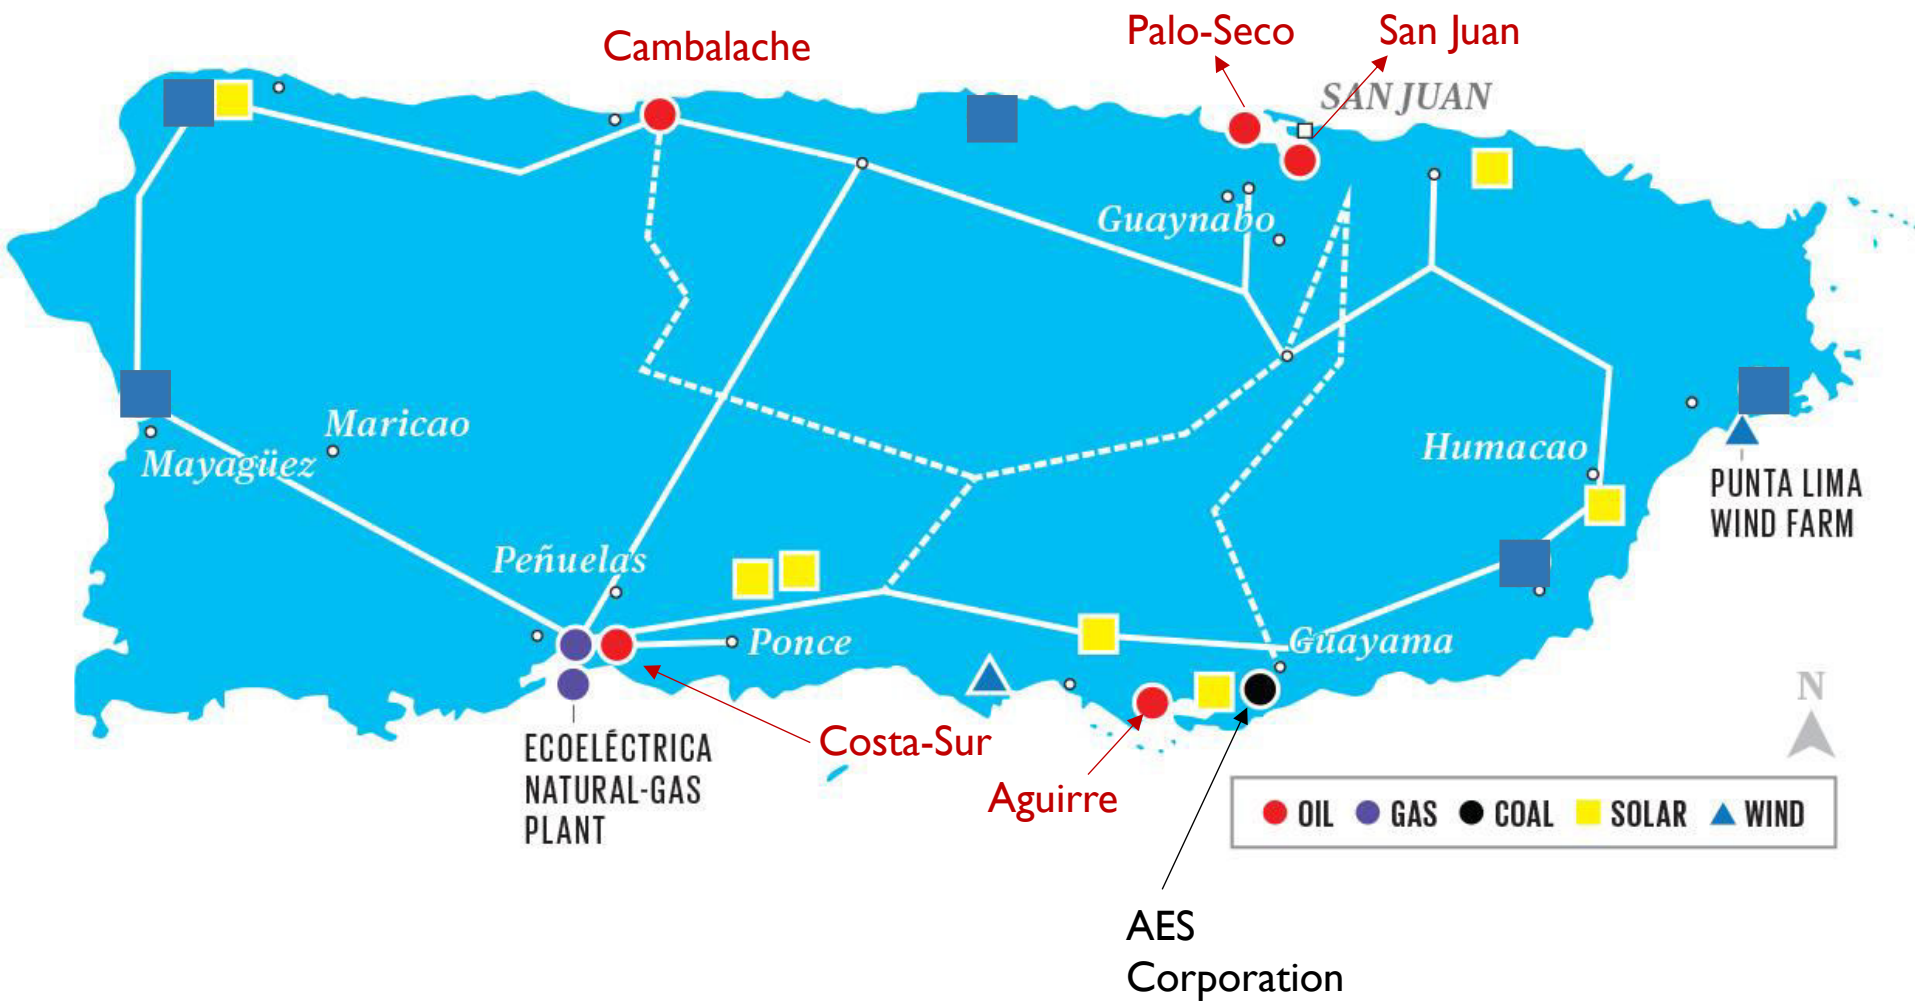 Cambalache
Palo-Seco
San Juan
SAN JUAN
Guaynabo
Maricao
Mayagüez
Humacao
PUNTA LIMA
WIND FARM
Peñuelas
Ponce
Guayama
N
ECOELÉCTRICA
NATURAL-GAS
PLANT
Costa-Sur
Aguirre
OIL GAS COAL SOLAR WIND
AES
Corporation